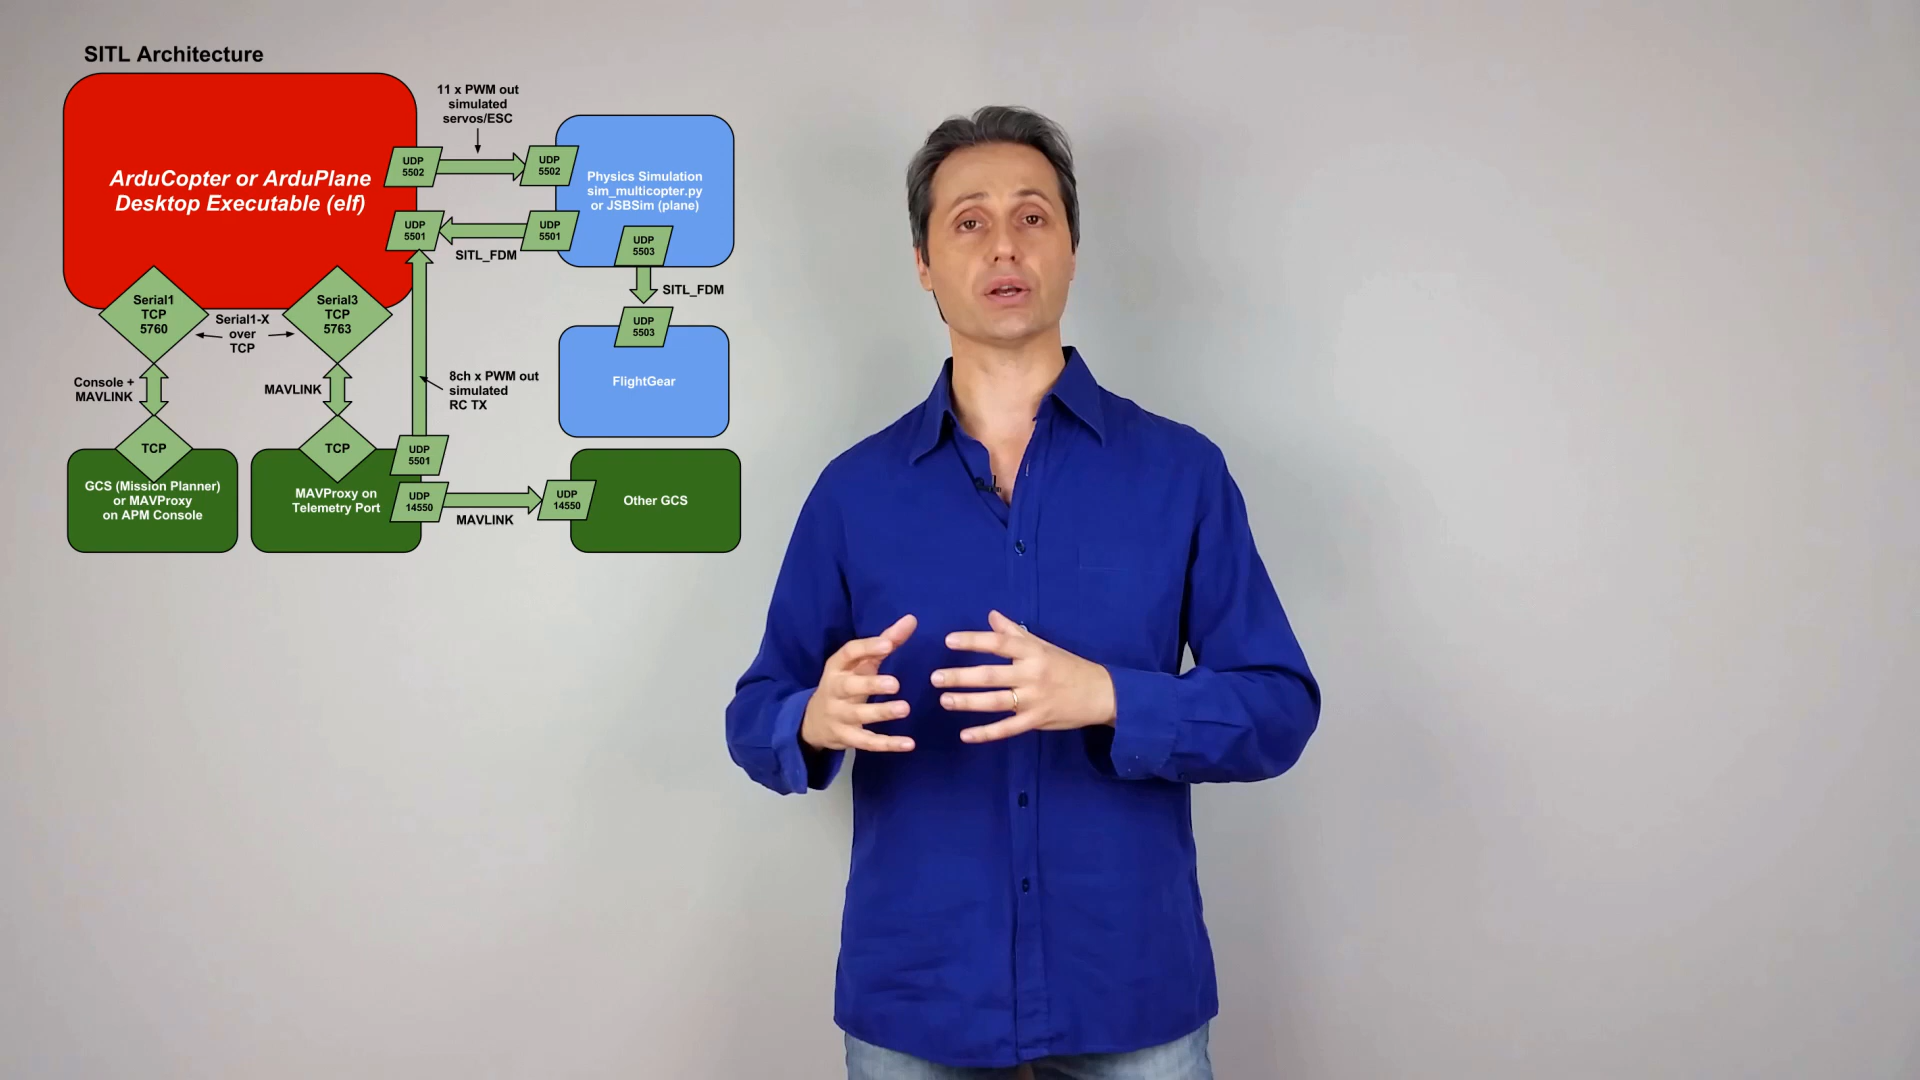 SITL Architecture
11 x PWM out
simulated
servos/ESC
ArduCopter or ArduPlane
Desktop Executable (elf)
UDP
5502
UDP
5502
Physics Simulation
sim_multicopter.py
or JSBSim (plane)
UDP
5501
UDP
5501
SITL_FDM
UDP
5503
SITL_FDM
UDP
5503
FlightGear
Serial1
TCP
5760
Serial1-X
over
TCP
Serial3
TCP
5763
Console +
MAVLINK
MAVLINK
8ch x PWM out
simulated
RC TX
TCP
GCS (Mission Planner)
or MAVProxy
on APM Console
TCP
MAVProxy on
Telemetry Port
UDP
5501
UDP
14550
MAVLINK
UDP
14550
Other GCS